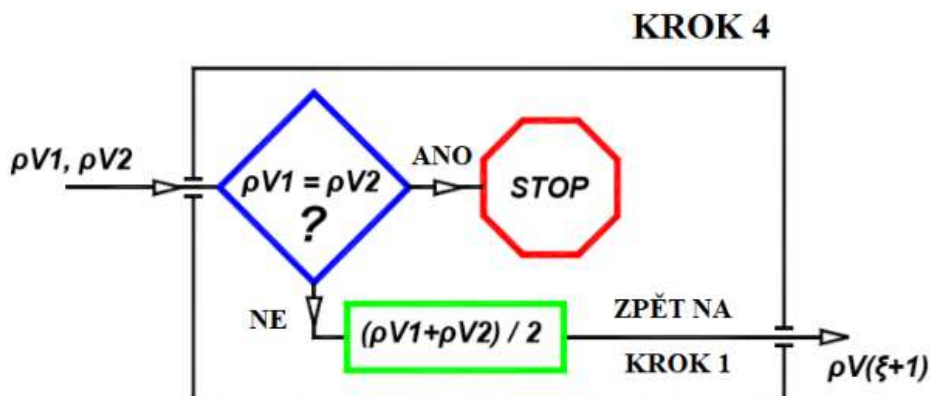 KROK 4
ρV1, ρV2
ρV1 = ρV2
?
ANO
STOP
NE
(ρV1+ρV2) / 2
ZPĚT NA
KROK 1
ρV(ξ+1)